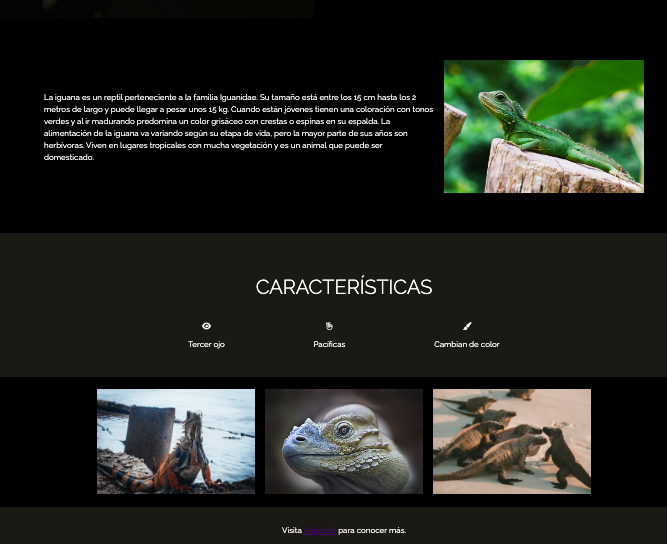 La iguana es un reptil perteneciente a la familia Iguanidae. Su tamaño está entre los 15 cm hasta los 2
metros de largo y puede llegar a pesar unos 15 kg. Cuando están jóvenes tienen una coloración con tonos
verdes y al ir madurando predomina un color grisáceo con crestas o espinas en su espalda. La
alimentación de la iguana va variando según su etapa de vida, pero la mayor parte de sus años son
herbívoras. Viven en lugares tropicales con mucha vegetación y es un animal que puede ser
domesticado.
CARACTERÍSTICAS
Tercer ojo
Pacíficas
Cambian de color
Visita para conocer más.